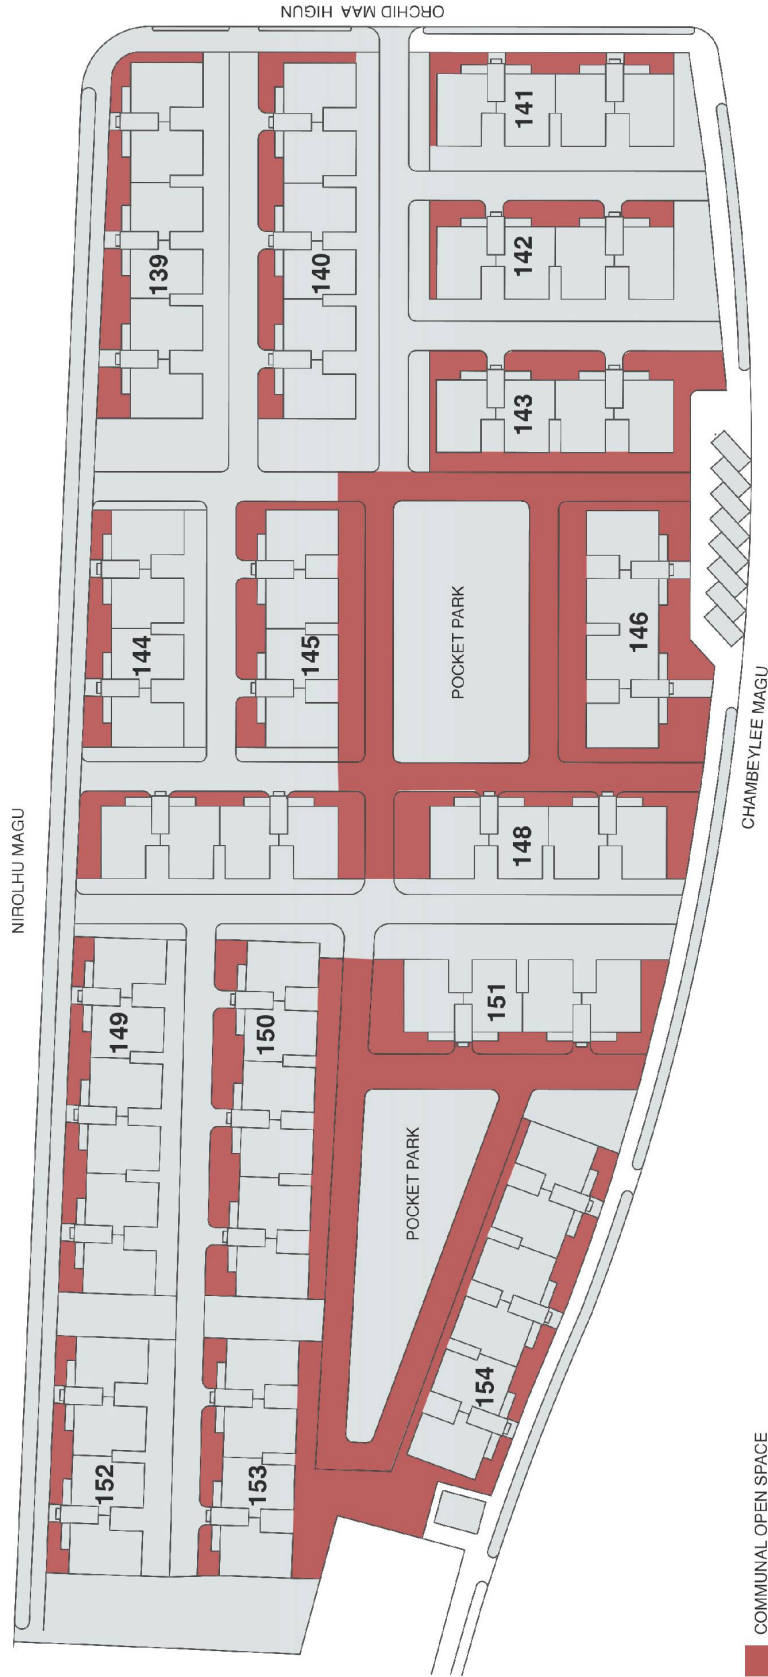 ORCHID MAA HIGUN
NIROLHU MAGU
CHAMBEYLEE MAGU
139
140
141
142
143
144
145
POCKET PARK
146
148
149
150
151
POCKET PARK
152
153
154
COMMUNAL OPEN SPACE